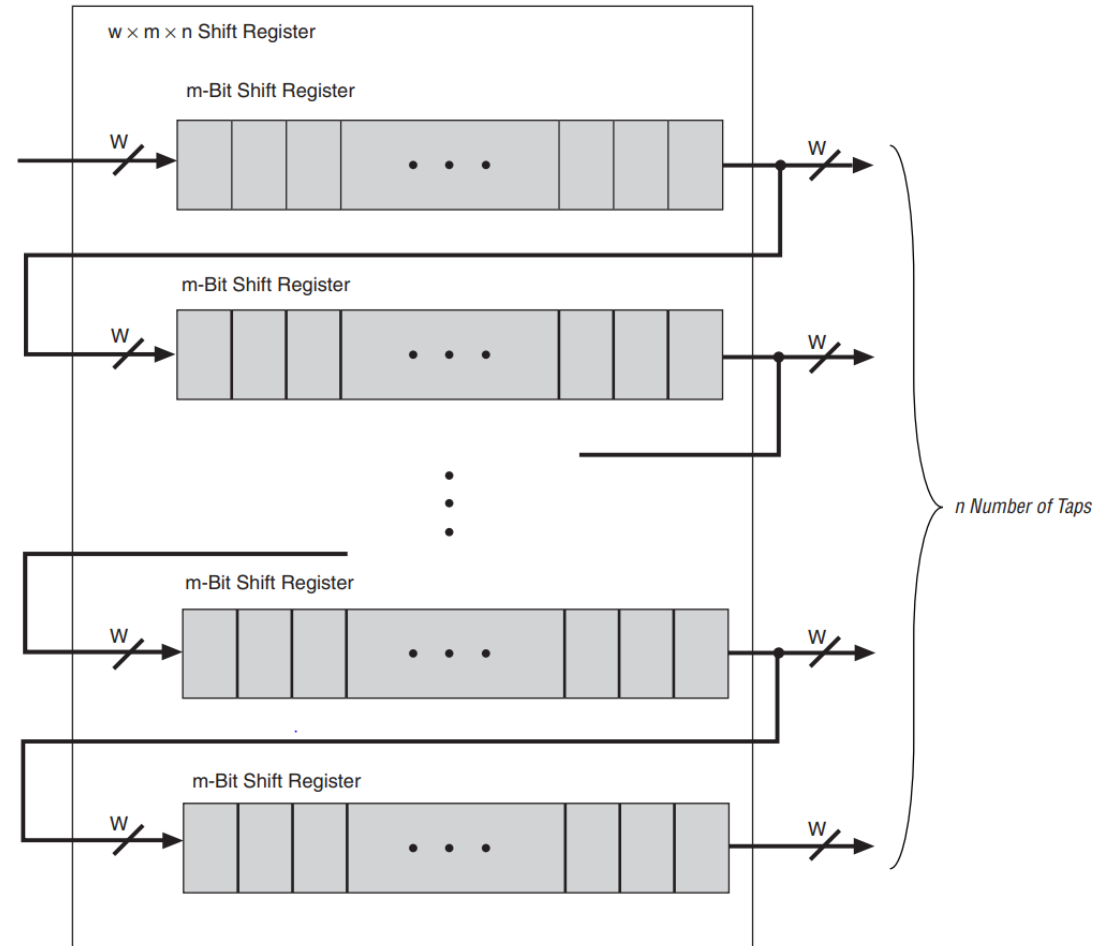 w × m × n Shift Register
m-Bit Shift Register
W
W
m-Bit Shift Register
W
W
n Number of Taps
m-Bit Shift Register
W
W
m-Bit Shift Register
W
W